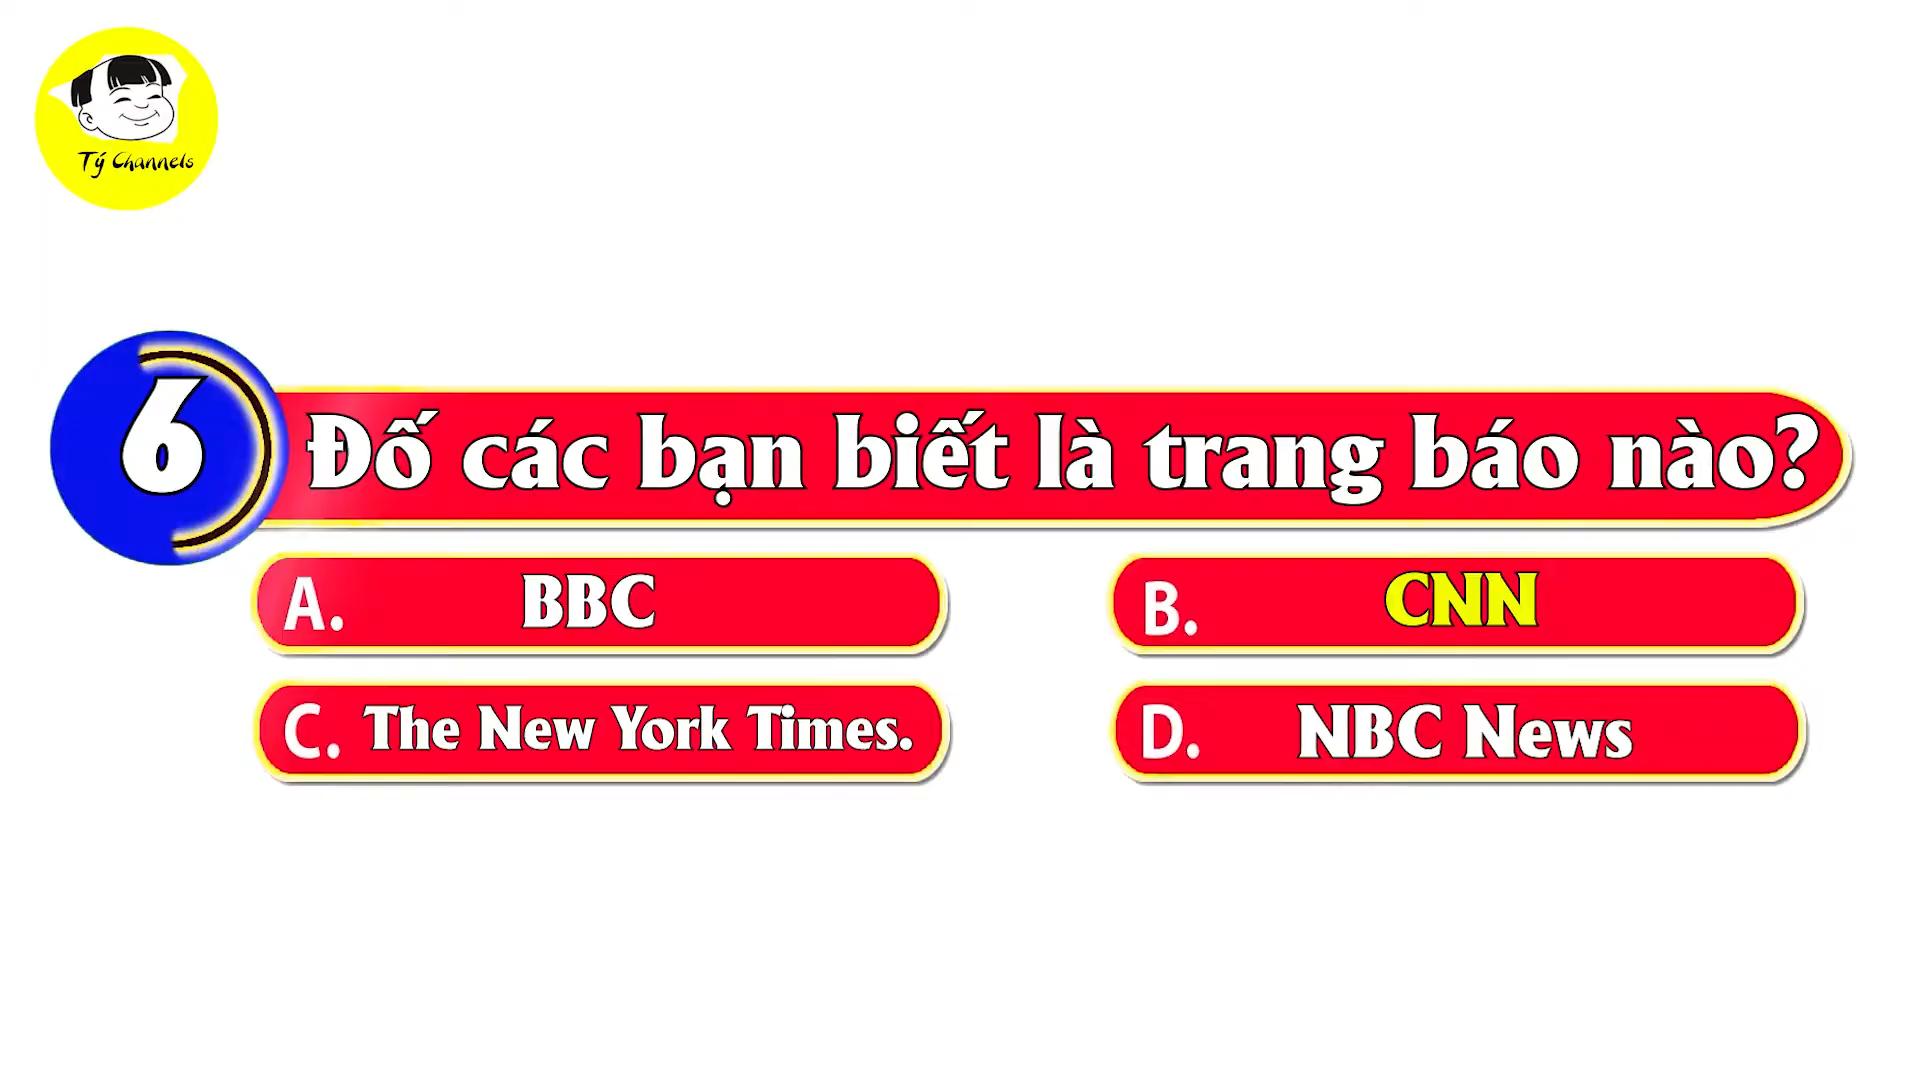 Tý Channels
6
Đố các bạn biết là trang báo nào?
A. BBC
B. CNN
C. The New York Times.
D. NBC News